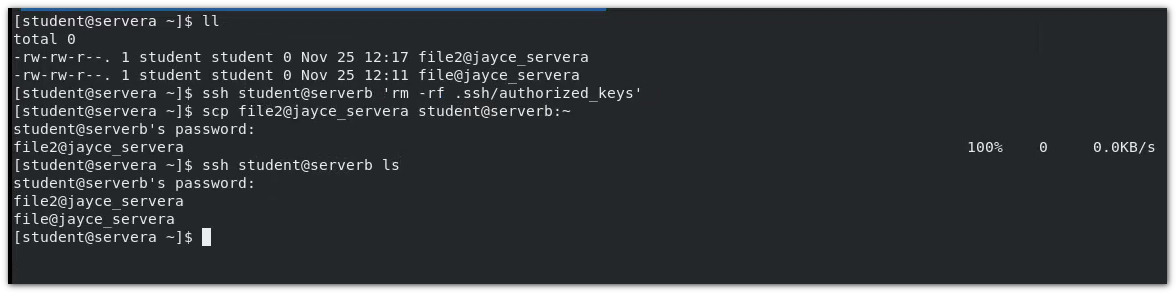 [student@servera ~]$ ll
total 0
-rw-rw-r--. 1 student student 0 Nov 25 12:17 file2@jayce_servera
-rw-rw-r--. 1 student student 0 Nov 25 12:11 file@jayce_servera
[student@servera ~]$ ssh student@serverb 'rm -rf .ssh/authorized_keys'
[student@servera ~]$ scp file2@jayce_servera student@serverb:~
student@serverb's password:
file2@jayce_servera 100% 0 0.0KB/s
[student@servera ~]$ ssh student@serverb ls
student@serverb's password:
file2@jayce_servera
file@jayce_servera
[student@servera ~]$